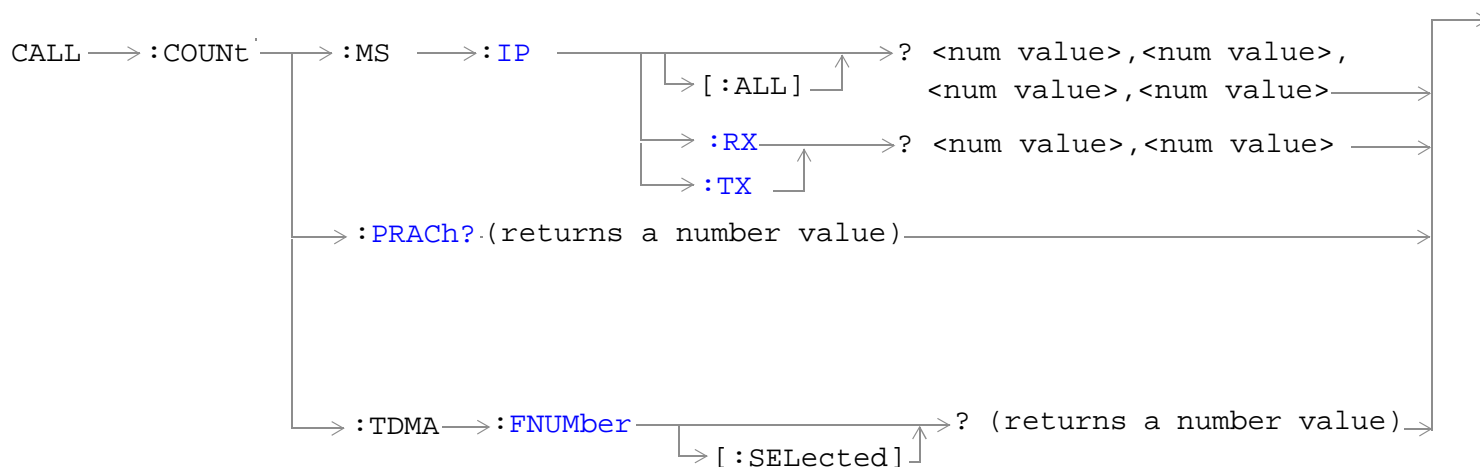 CALL :COUNt :MS :IP ? <num value>,<num value>,
[:ALL] <num value>,<num value>
:RX ? <num value>,<num value>
:TX
:PRACh? (returns a number value)
:TDMA :FNUMber ? (returns a number value)
[:SELected]